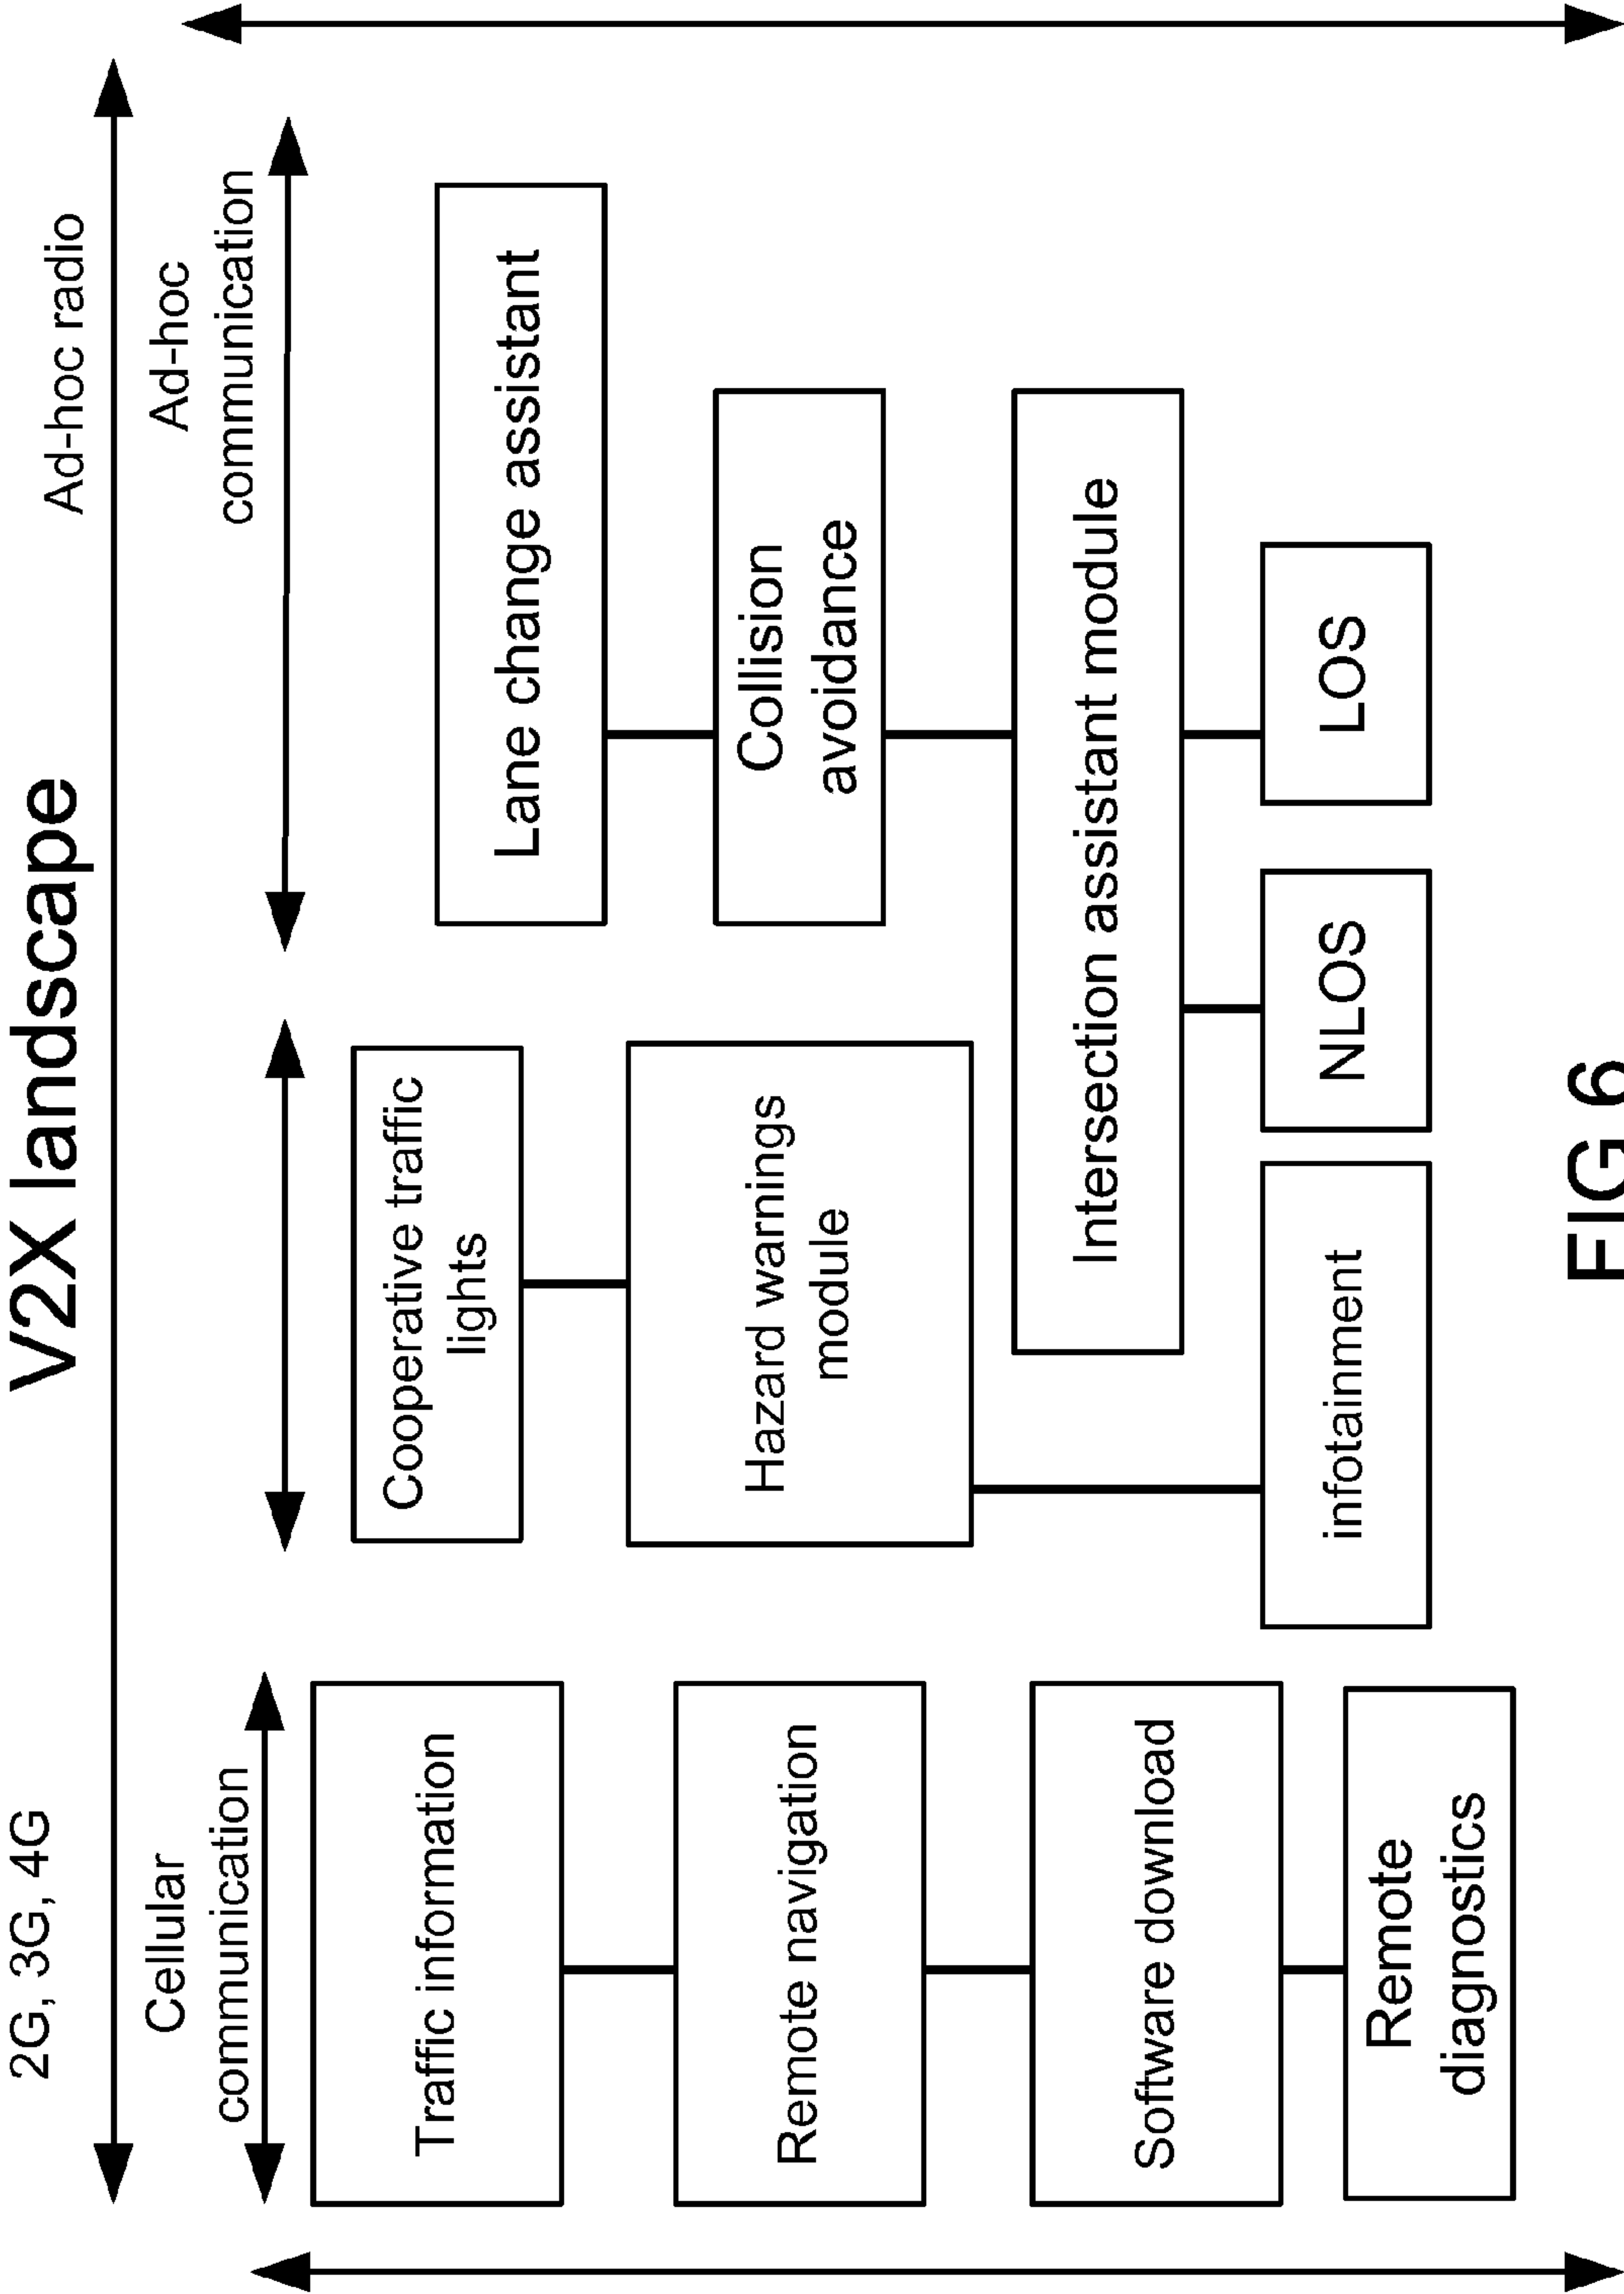 V2X landscape
2G, 3G, 4G
Ad-hoc radio
Cellular
communication
Ad-hoc
communication
Traffic information
Remote navigation
Software download
Remote
diagnostics
Cooperative traffic
lights
Hazard warnings
module
infotainment
Lane change assistant
Collision
avoidance
Intersection assistant module
NLOS
LOS
FIG 6